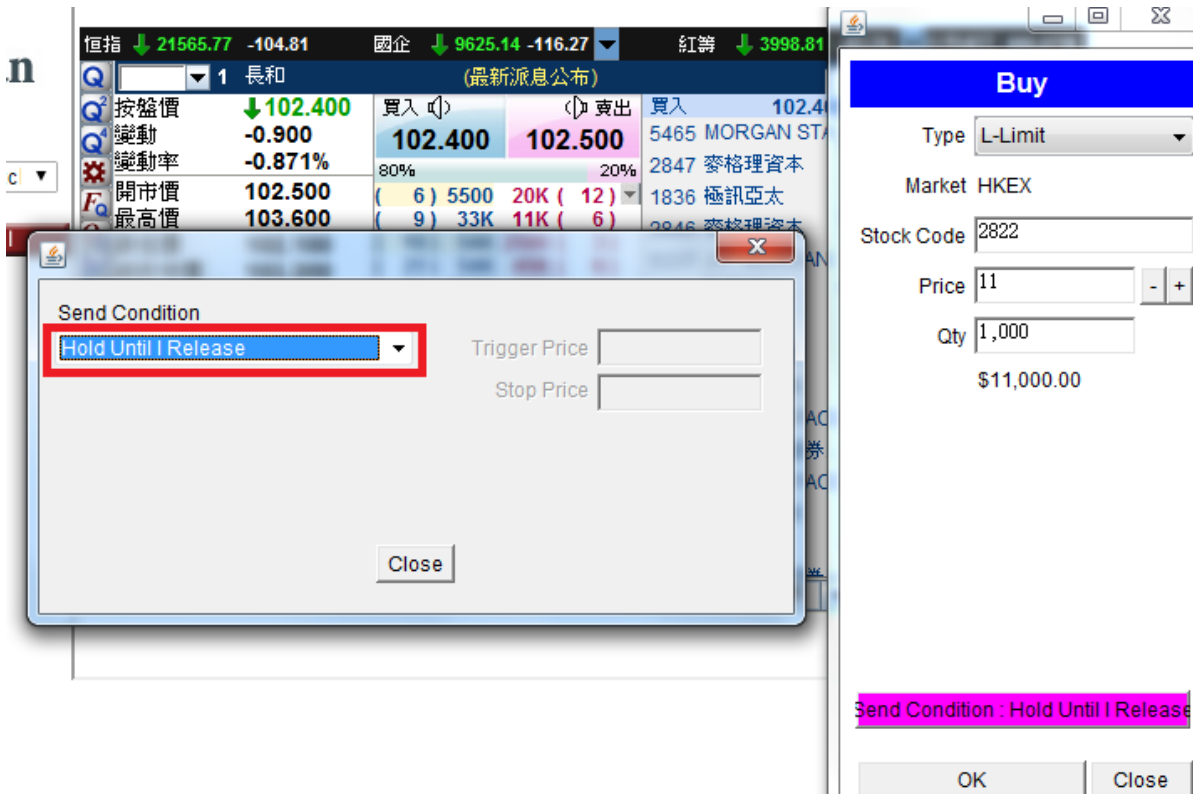 恒指 21565.77 -104.81 國企 9625.14 -116.27 紅籌 3998.81
1 長和 (最新派息公布)
按盤價 102.400
變動 -0.900
變動率 -0.871%
開市價 102.500
最高價 103.600
買入 賣出
102.400 102.500
80% 20%
( 6) 5500 20K ( 12)
( 9) 33K 11K ( 6)
買入 102.4
5465 MORGAN STA
2847 麥格理資本
1836 極訊亞太
2846 麥格理資本
Send Condition
Hold Until I Release
Trigger Price
Stop Price
Close
Buy
Type L-Limit
Market HKEX
Stock Code 2822
Price 11 - +
Qty 1,000
$11,000.00
Send Condition : Hold Until I Release
OK Close